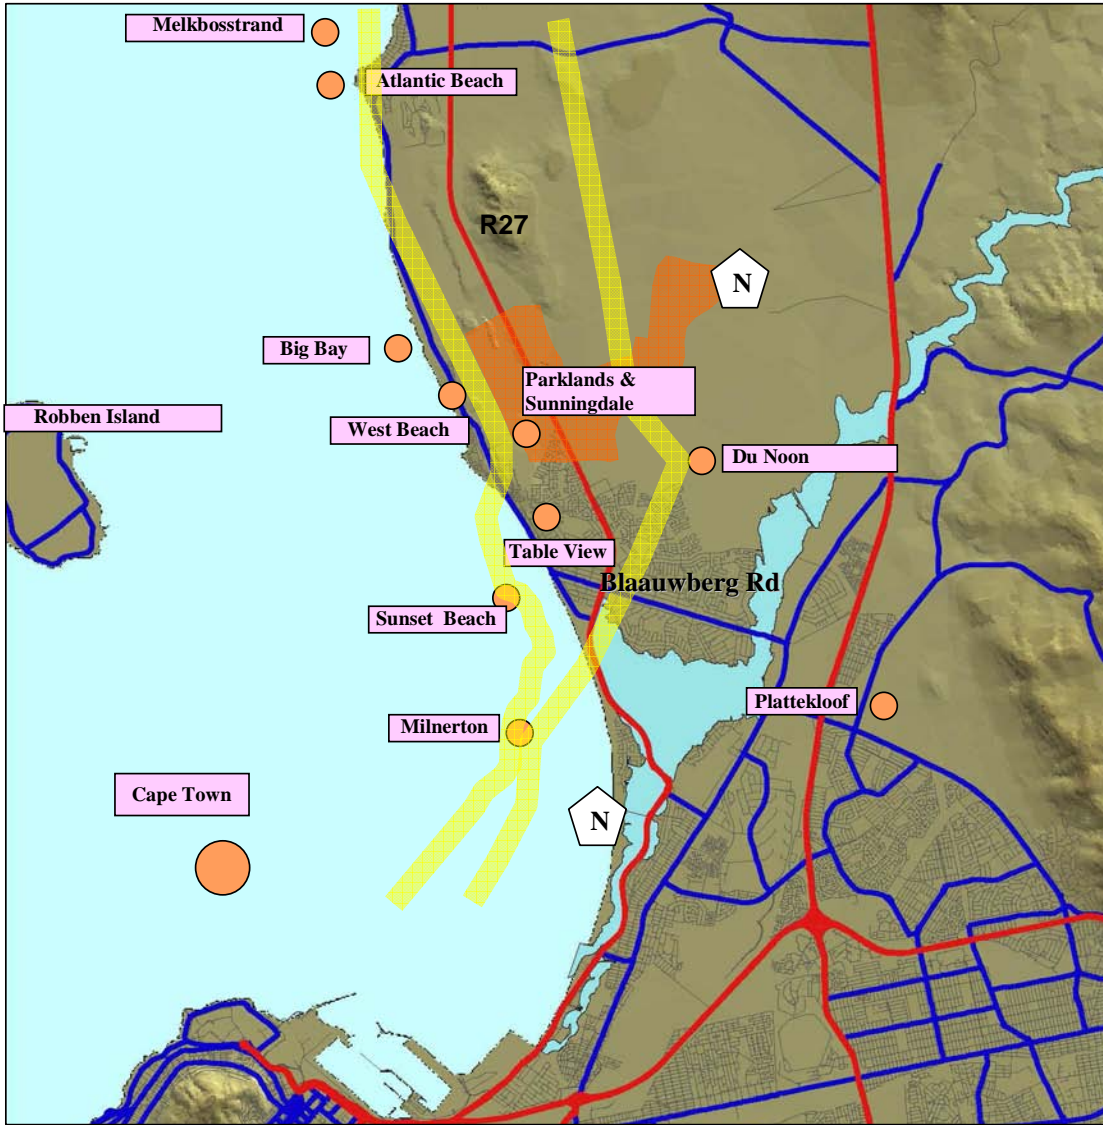 Melkbosstrand
Atlantic Beach
R27
N
Big Bay
Parklands &
Sunningdale
Robben Island
West Beach
Du Noon
Table View
Blaauwberg Rd
Sunset Beach
Plattekloof
Milnerton
Cape Town
N